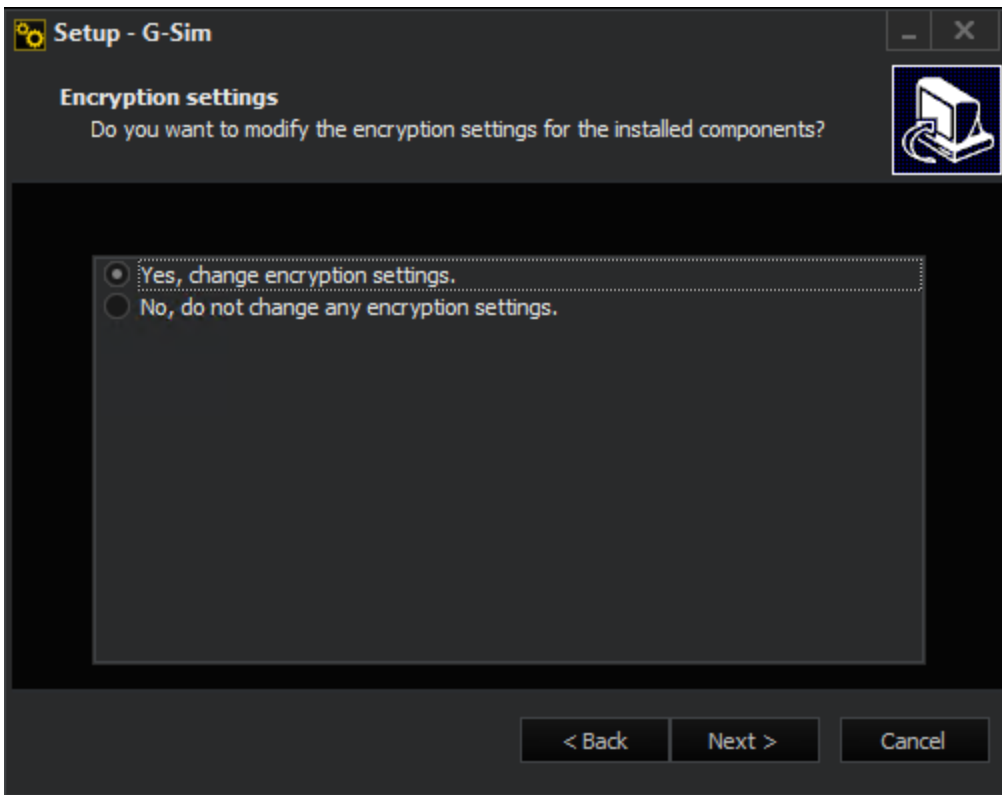 Setup - G-Sim
Encryption settings
Do you want to modify the encryption settings for the installed components?
Yes, change encryption settings.
No, do not change any encryption settings.
< Back
Next >
Cancel